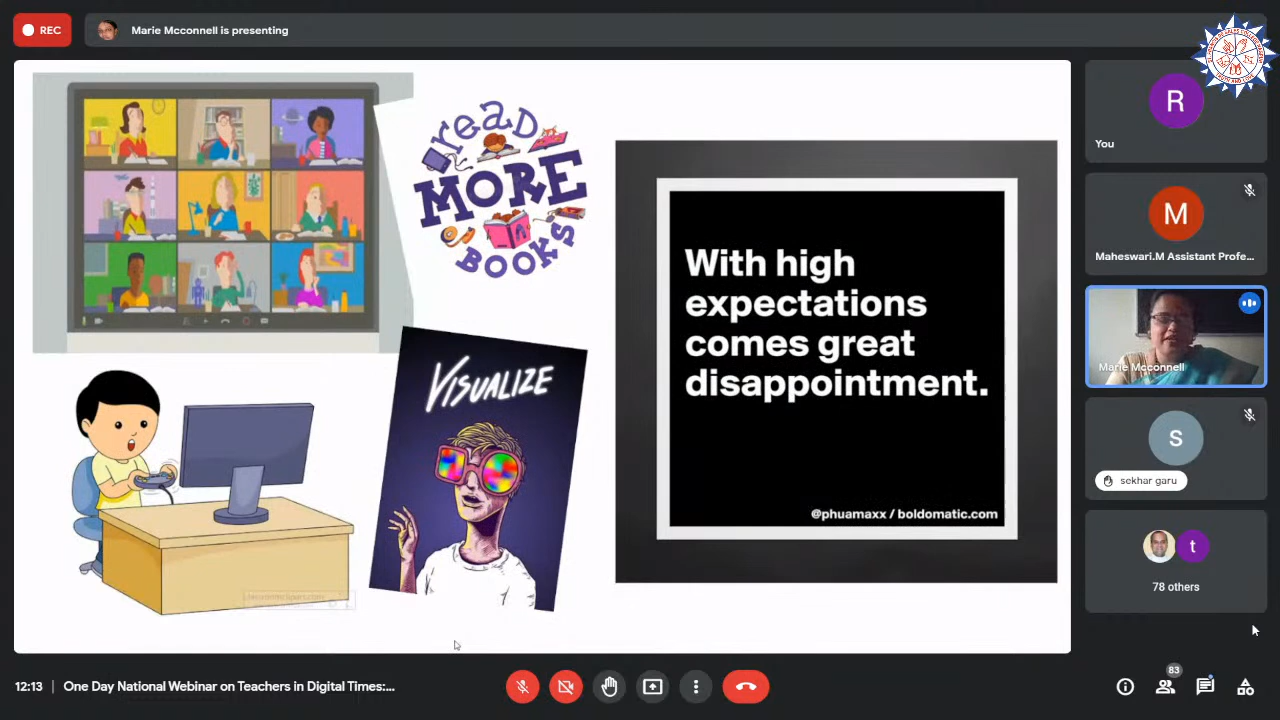 REC
Marie Mcconnell is presenting
read
MORE
BOOKS
VISUALIZE
With high
expectations
comes great
disappointment.
@phuamaxx / boldomatic.com
R
You
M
Maheswari.M Assistant Profe...
Marie Mcconnell
s
sekhar garu
t
78 others
12:13 | One Day National Webinar on Teachers in Digital Times:...
83